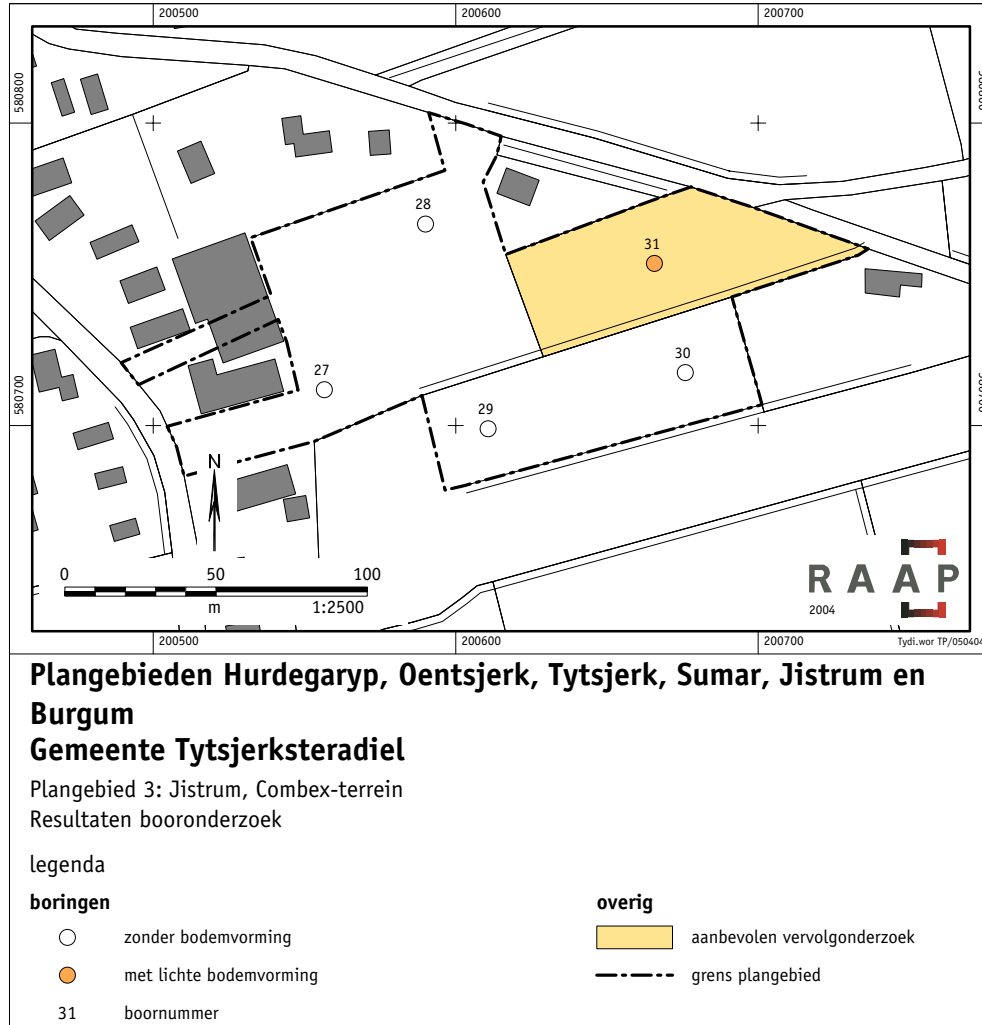 200500 200600 200700
580800 580800
28
31
30
27
29
580700 580700
N
0 50 100
m 1:2500
RAAP
2004
Tydi.wor TP/050404
200500 200600 200700
Plangebieden Hurdegaryp, Oentsjerk, Tytsjerk, Sumar, Jistrum en
Burgum
Gemeente Tytsjerksteradiel
Plangebied 3: Jistrum, Combex-terrein
Resultaten booronderzoek
legenda
boringen
zonder bodemvorming
met lichte bodemvorming
31 boornummer
overig
aanbevolen vervolgonderzoek
grens plangebied